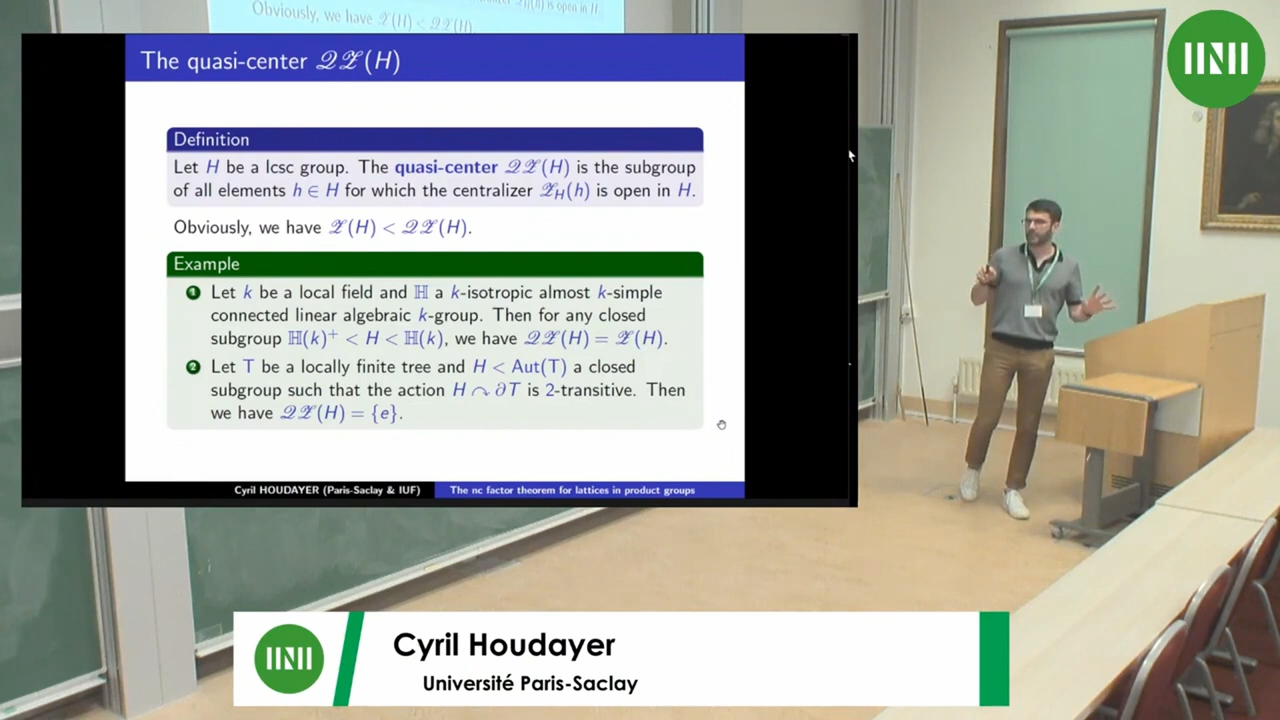 is open in H.
Obviously, we have 𝒵(H) < 𝒬𝒵(H).
The quasi-center 𝒬𝒵(H)
Definition
Let H be a lcsc group. The quasi-center 𝒬𝒵(H) is the subgroup
of all elements h ∈ H for which the centralizer 𝒵_H(h) is open in H.
Obviously, we have 𝒵(H) < 𝒬𝒵(H).
Example
1 Let k be a local field and ℍ a k-isotropic almost k-simple
connected linear algebraic k-group. Then for any closed
subgroup ℍ(k)⁺ < H < ℍ(k), we have 𝒬𝒵(H) = 𝒵(H).
2 Let T be a locally finite tree and H < Aut(T) a closed
subgroup such that the action H ↷ ∂T is 2-transitive. Then
we have 𝒬𝒵(H) = {e}.
Cyril HOUDAYER (Paris-Saclay & IUF) The nc factor theorem for lattices in product groups
Cyril Houdayer
Université Paris-Saclay